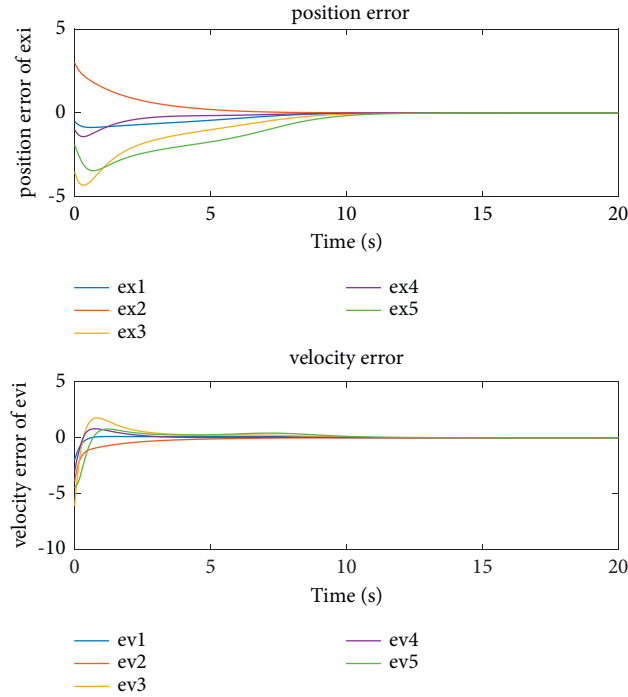 position error
5
0
-5
position error of exi
0 5 10 15 20
Time (s)
ex1 ex4
ex2 ex5
ex3
velocity error
5
0
-5
-10
velocity error of evi
0 5 10 15 20
Time (s)
ev1 ev4
ev2 ev5
ev3